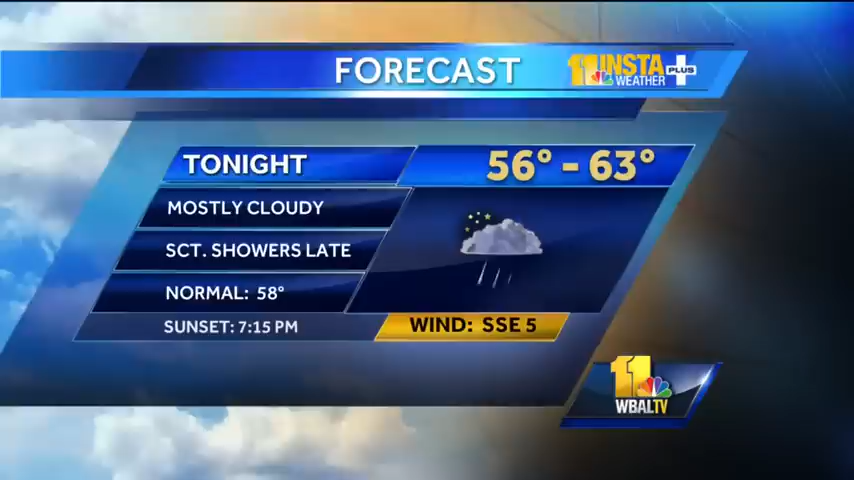 FORECAST
11 INSTA PLUS
WEATHER
TONIGHT
56° - 63°
MOSTLY CLOUDY
SCT. SHOWERS LATE
NORMAL: 58°
SUNSET: 7:15 PM
WIND: SSE 5
11
WBALTV